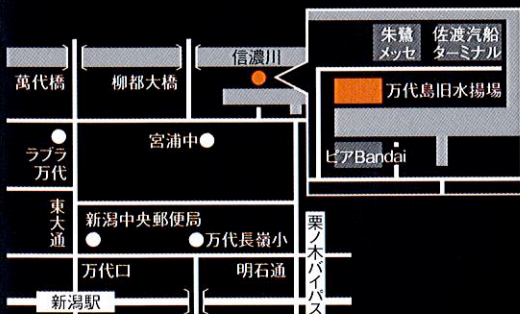 信濃川
朱鷺
メッセ
佐渡汽船
ターミナル
萬代橋
柳都大橋
万代島旧水揚場
ラブラ
万代
宮浦中
ピアBandai
東大通
新潟中央郵便局
万代長嶺小
栗ノ木バイパス
万代口
明石通
新潟駅